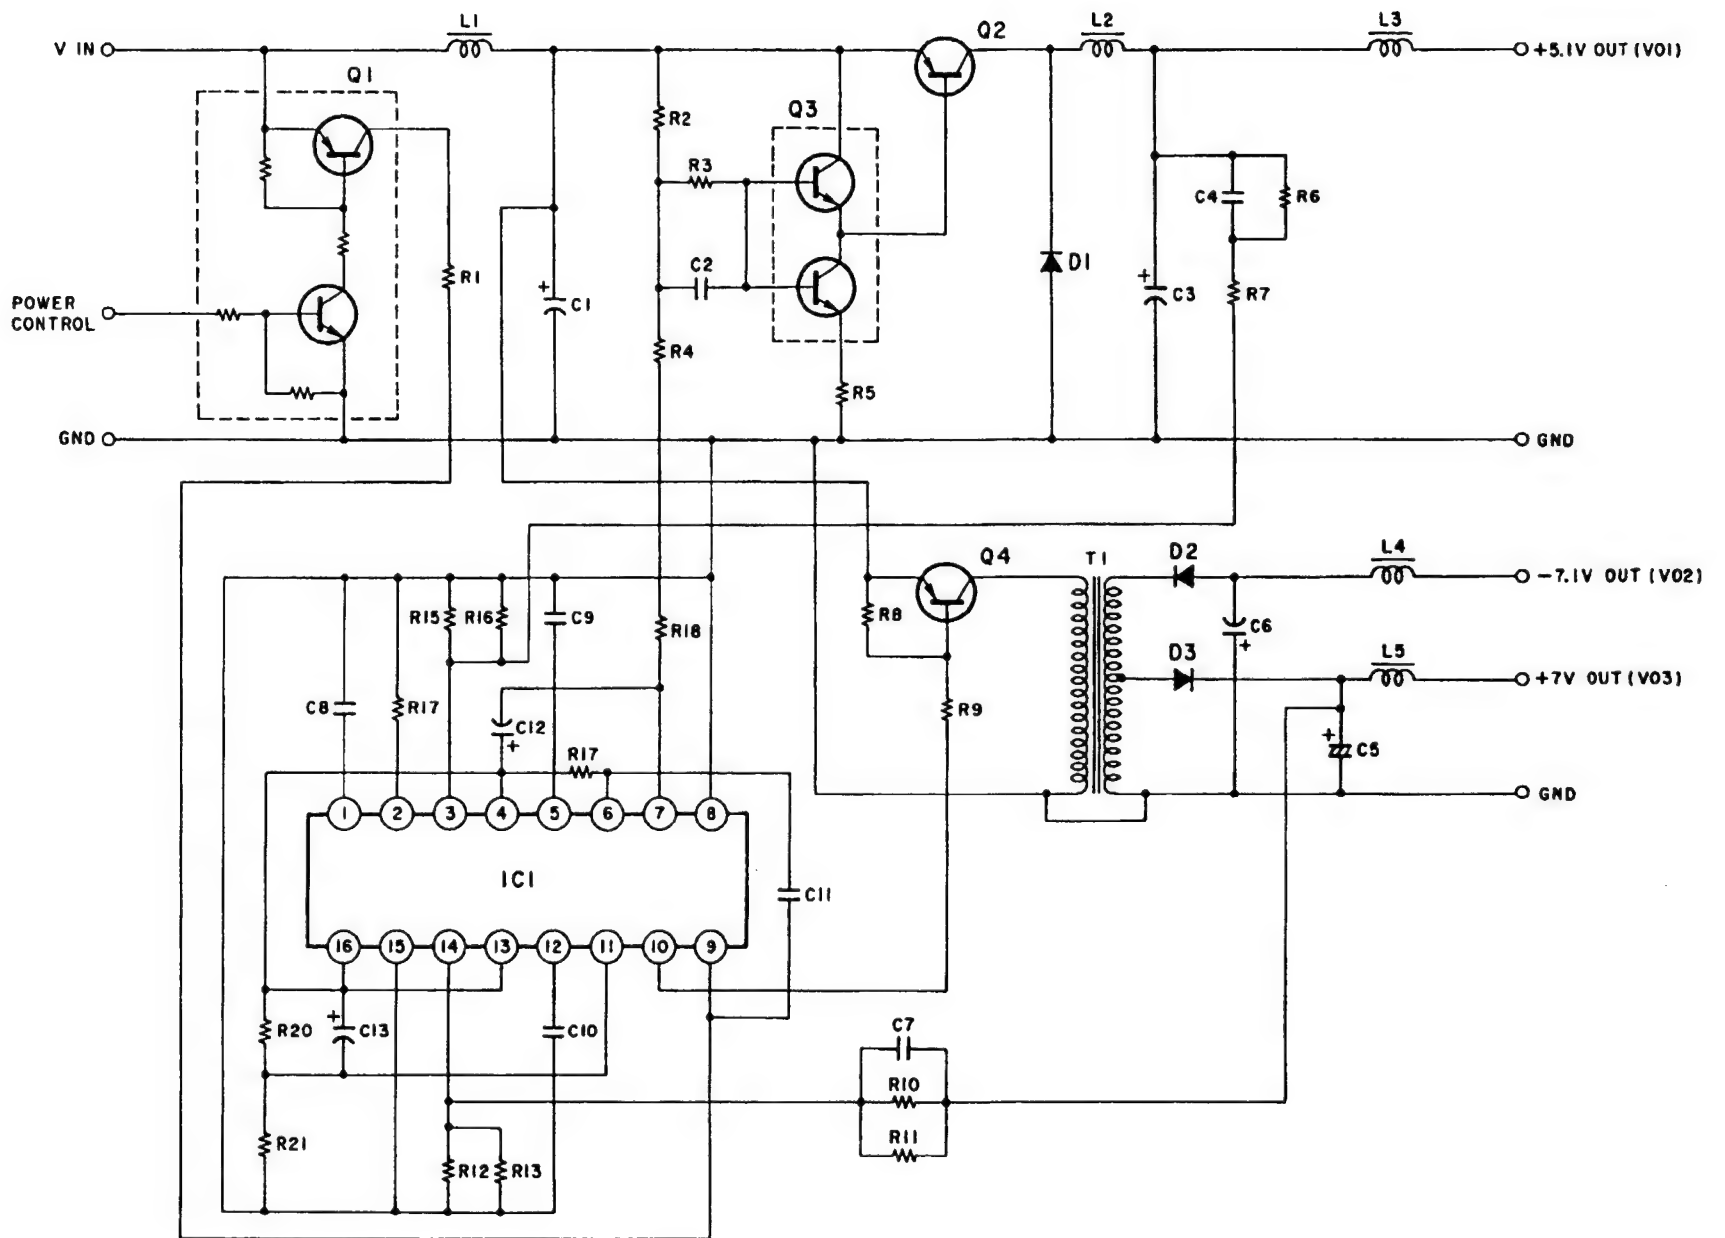 L1
Q2
L2
L3
V IN
+5.1V OUT (VO1)
Q1
Q3
R2
R3
C4
R6
C2
D1
POWER
CONTROL
R1
C1
C3
R7
R4
R5
GND
GND
Q4
T1
D2
L4
-7.1V OUT (VO2)
R15
R16
C9
R18
R8
C6
D3
L5
+7V OUT (VO3)
C8
R17
C12
R9
R17
C5
GND
1
2
3
4
5
6
7
8
IC1
C11
16
15
14
13
12
11
10
9
R20
C13
C10
C7
R10
R21
R12
R13
R11